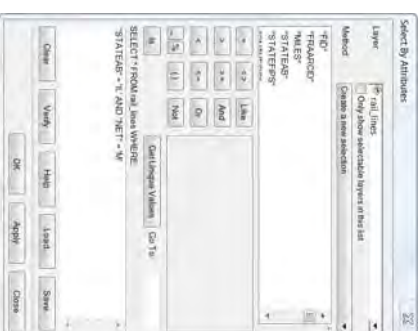 Select By Attributes
Layer: rail_lines
Only show selectable layers in this list
Method: Create a new selection
"FID"
"FRAARCID"
"MILES"
"STATEAB"
"STATEFIPS"
= <> Like
> >= And
< <= Or
_ % ( ) Not
Is Get Unique Values Go To:
SELECT * FROM rail_lines WHERE:
"STATEAB" = 'IL' AND "NET" = 'M'
Clear Verify Help Load... Save...
OK Apply Close